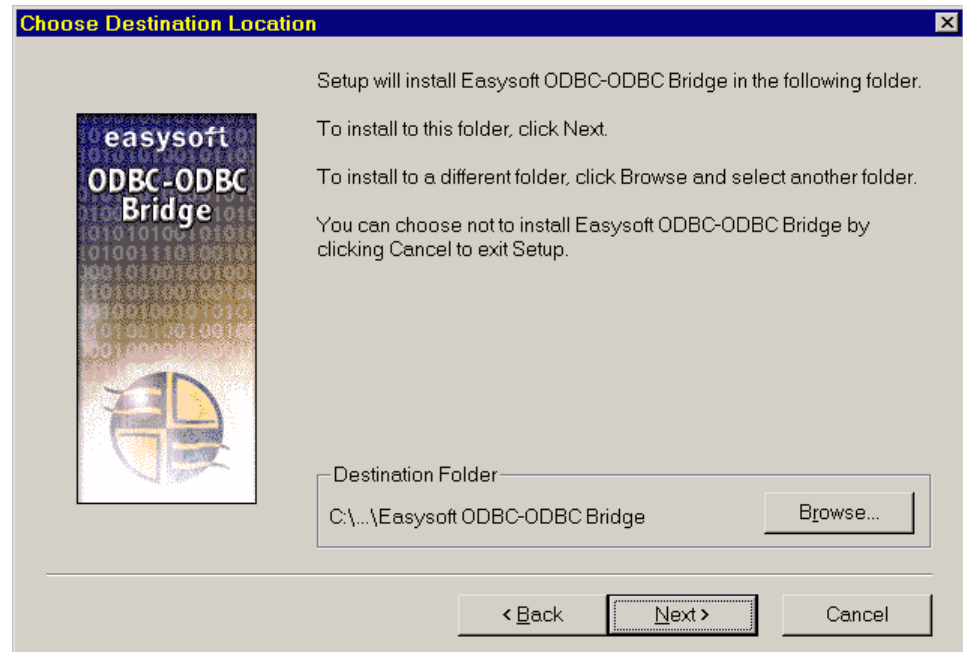 Choose Destination Location
Setup will install Easysoft ODBC-ODBC Bridge in the following folder.
To install to this folder, click Next.
To install to a different folder, click Browse and select another folder.
You can choose not to install Easysoft ODBC-ODBC Bridge by
clicking Cancel to exit Setup.
easysoft
ODBC-ODBC
Bridge
Destination Folder
C:\...\Easysoft ODBC-ODBC Bridge
Browse...
< Back
Next >
Cancel